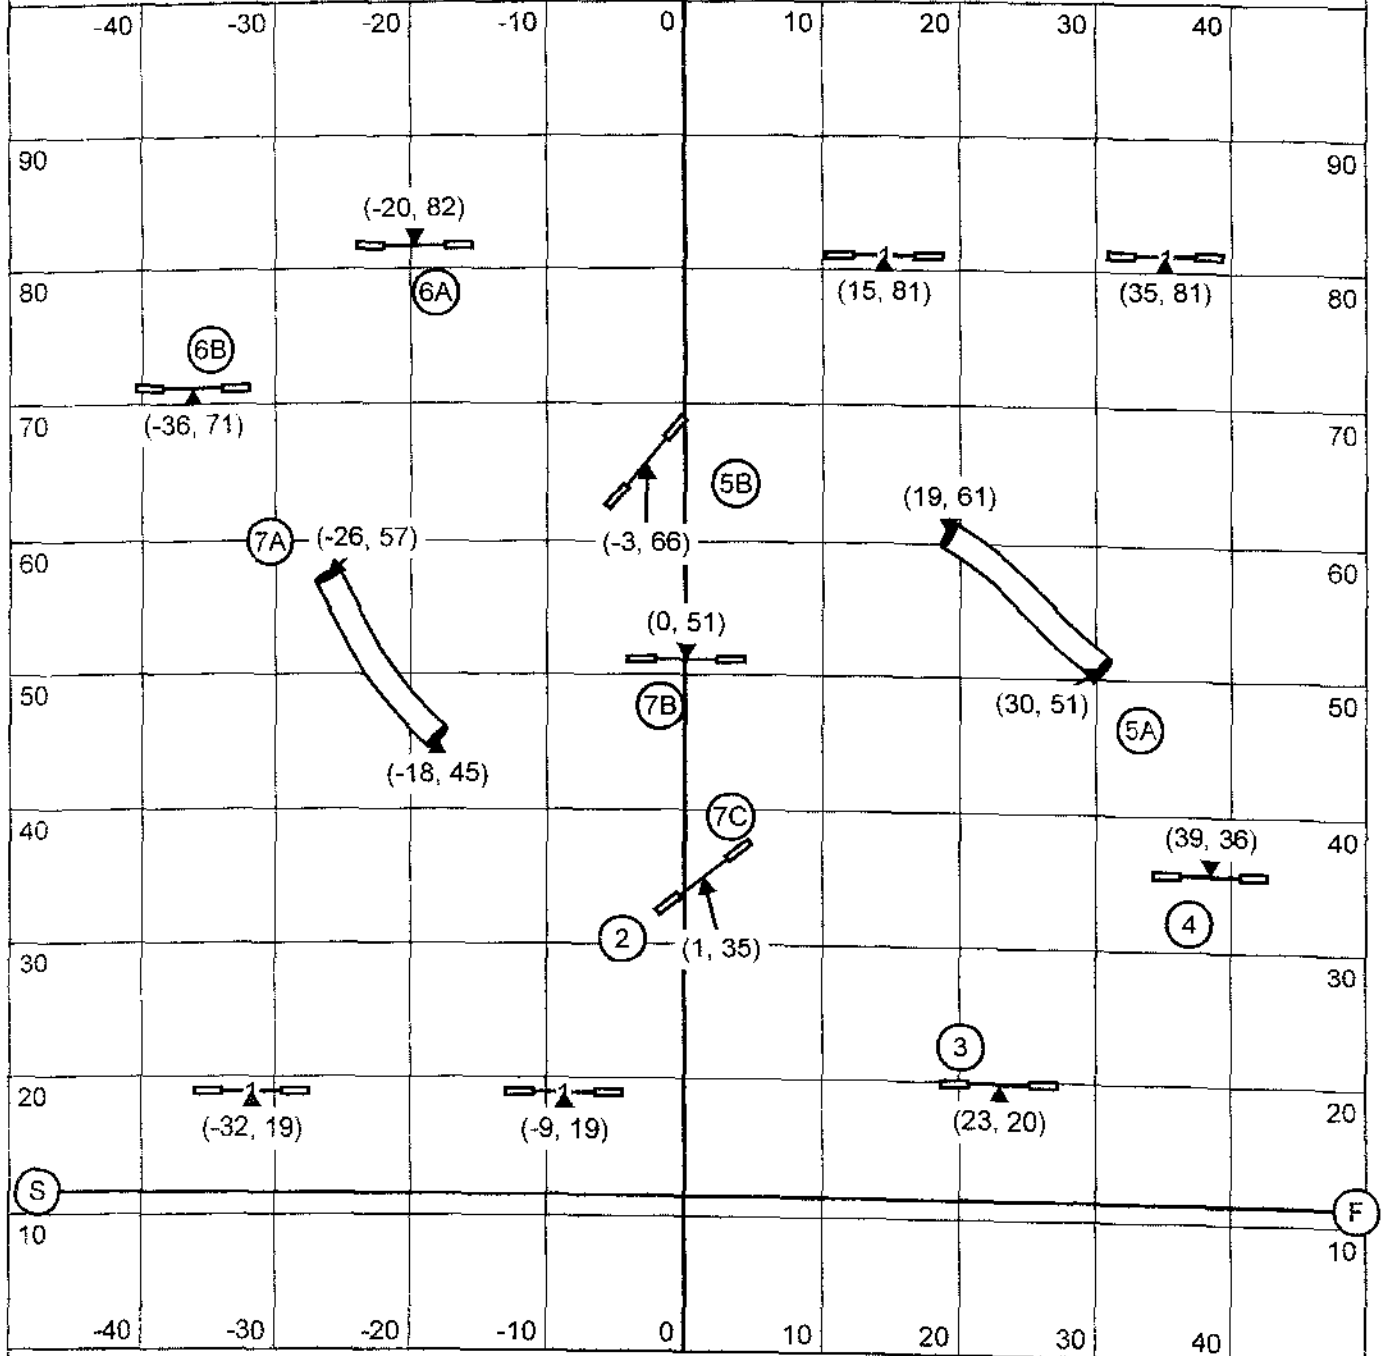 -40 -30 -20 -10 0 10 20 30 40
90 90
(-20, 82)
6A
80 (15, 81) (35, 81) 80
1 1
6B
(-36, 71)
70 70
5B
(19, 61)
7A (-26, 57) (-3, 66)
60 60
(0, 51)
50 7B (30, 51) 50
5A
(-18, 45)
7C
40 (39, 36) 40
2 (1, 35) 4
30 30
3
20 1 1 20
(-32, 19) (-9, 19) (23, 20)
S F
10 10
-40 -30 -20 -10 0 10 20 30 40